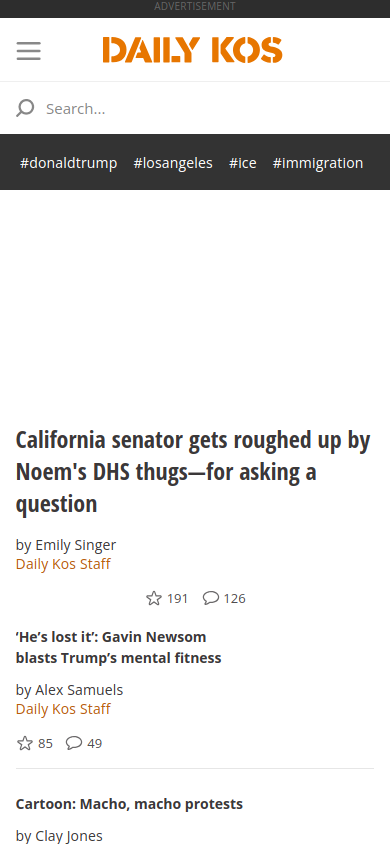 ADVERTISEMENT
DAILY KOS
Search...
#donaldtrump #losangeles #ice #immigration
California senator gets roughed up by
Noem's DHS thugs—for asking a
question
by Emily Singer
Daily Kos Staff
191 126
‘He’s lost it’: Gavin Newsom
blasts Trump’s mental fitness
by Alex Samuels
Daily Kos Staff
85 49
Cartoon: Macho, macho protests
by Clay Jones